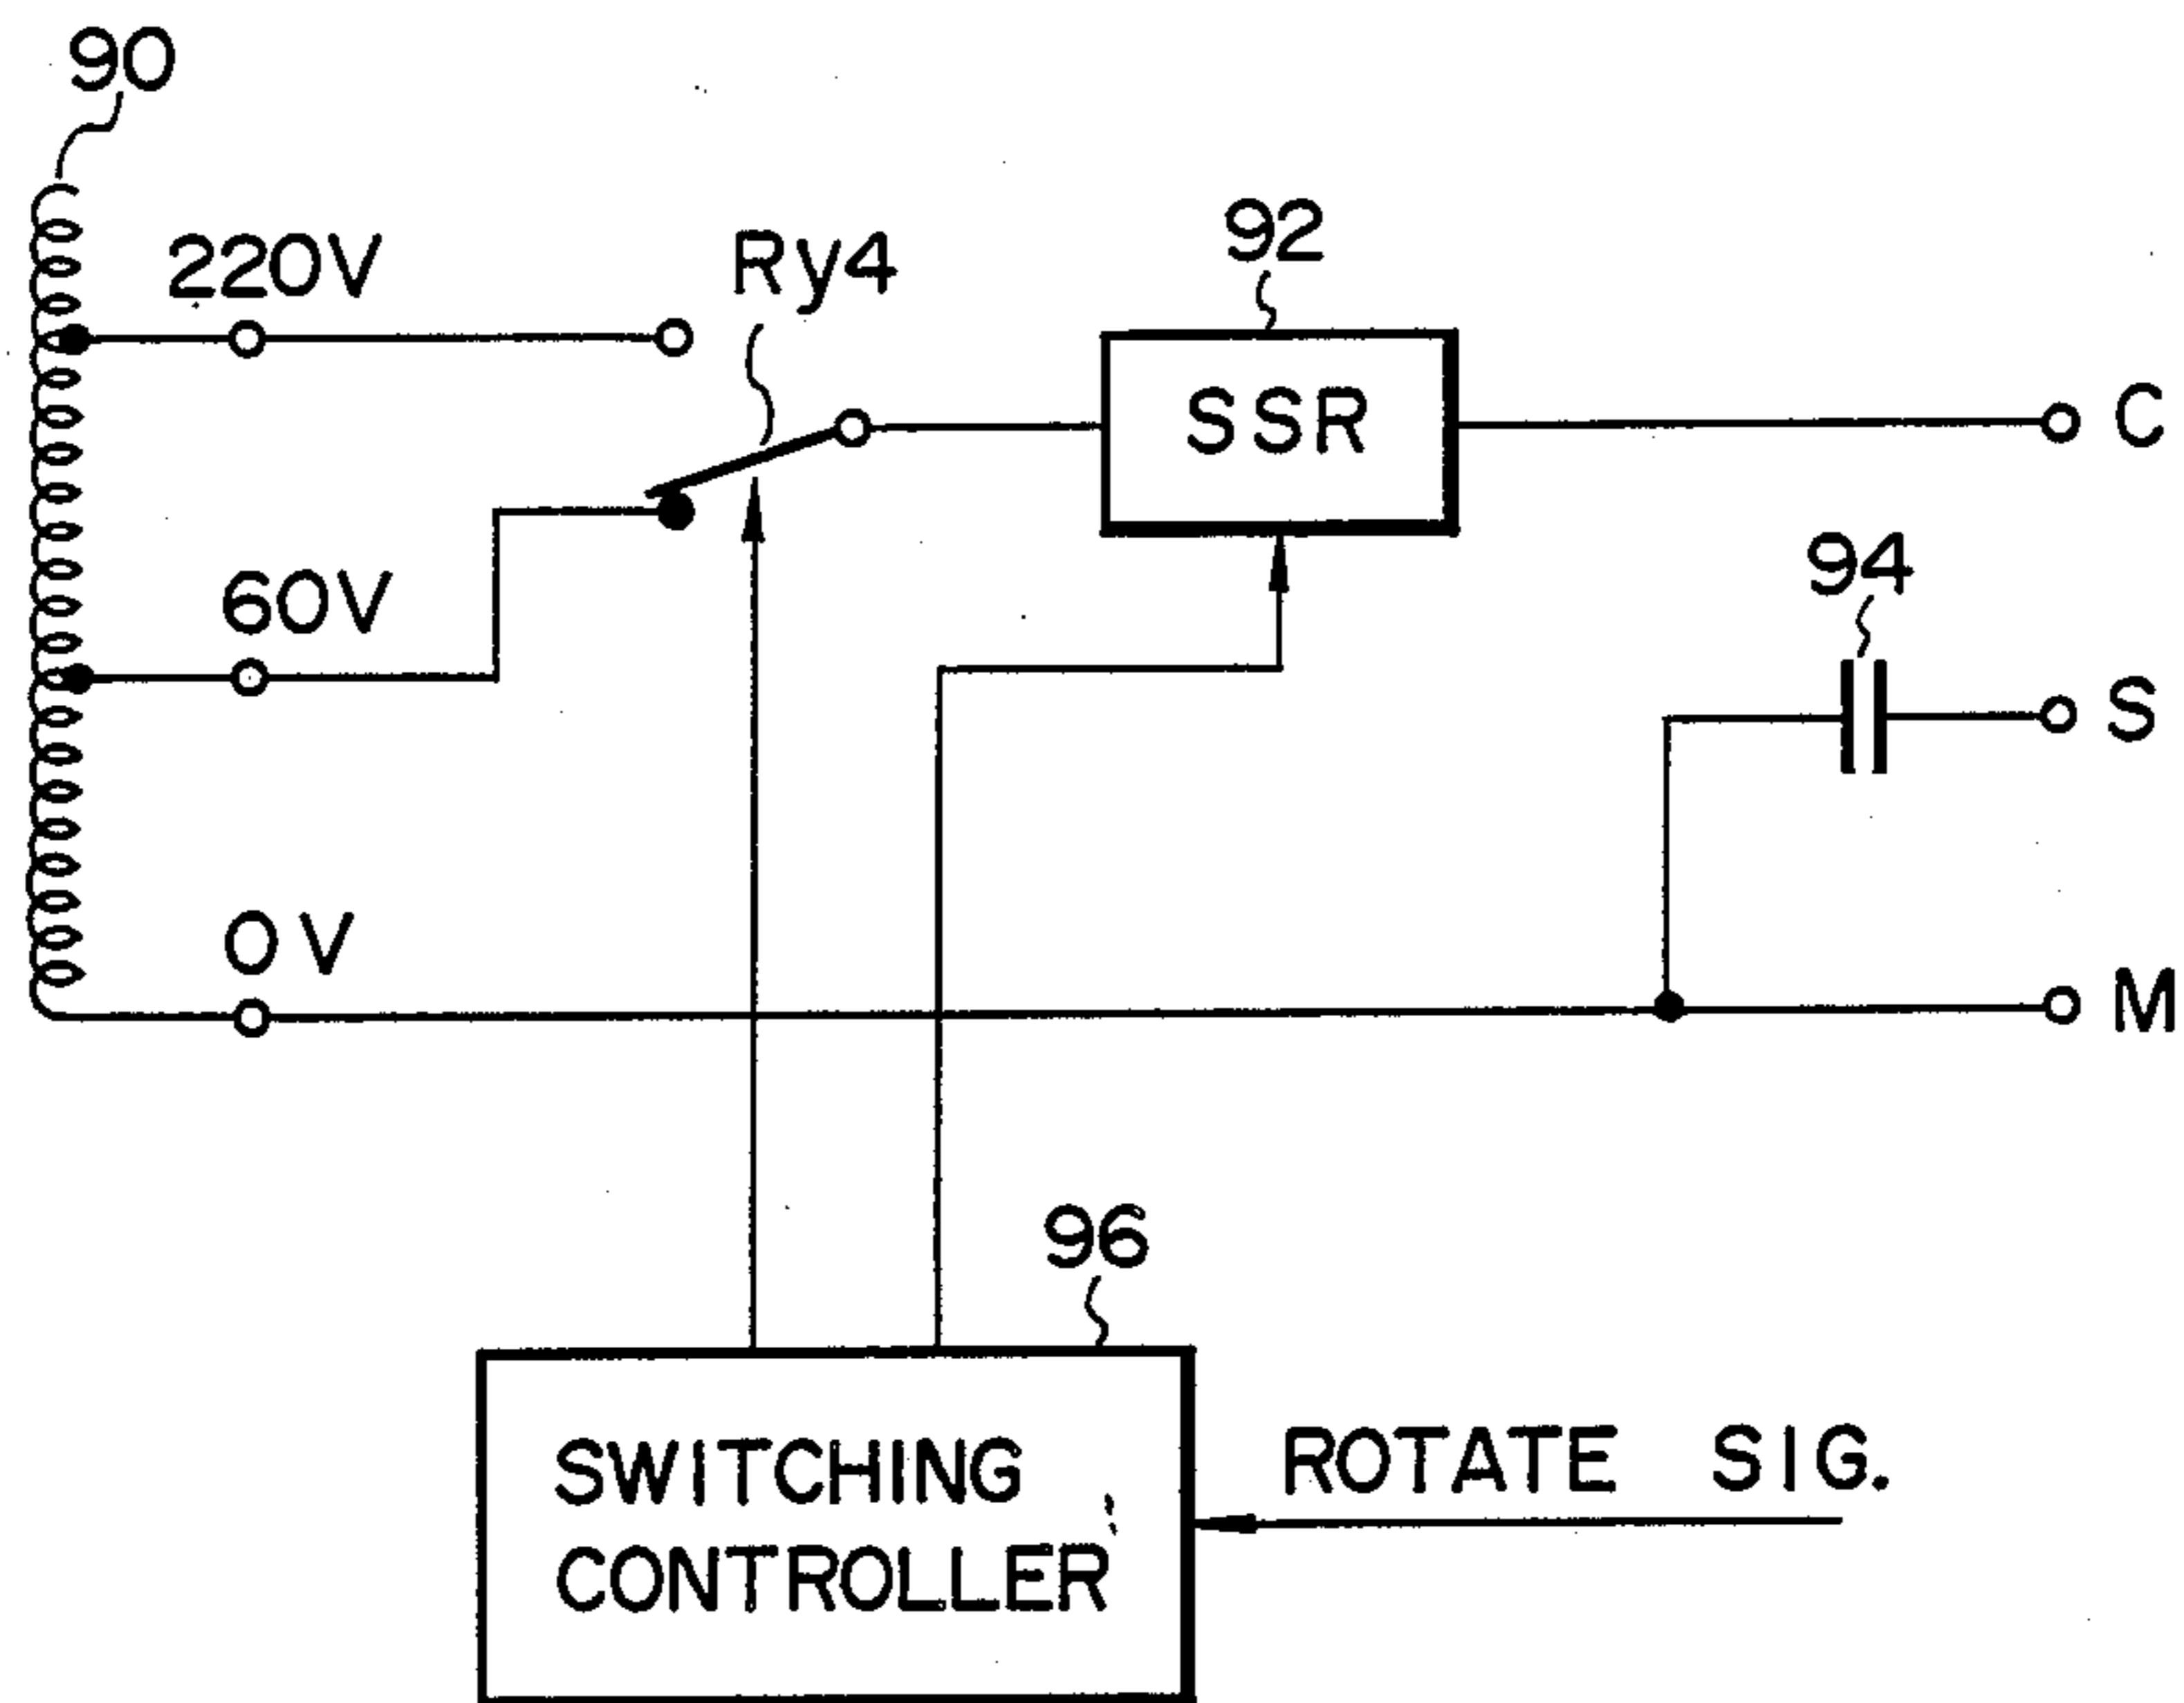 90
220V
Ry4
92
SSR
C
60V
94
S
0V
M
96
SWITCHING
CONTROLLER
ROTATE SIG.